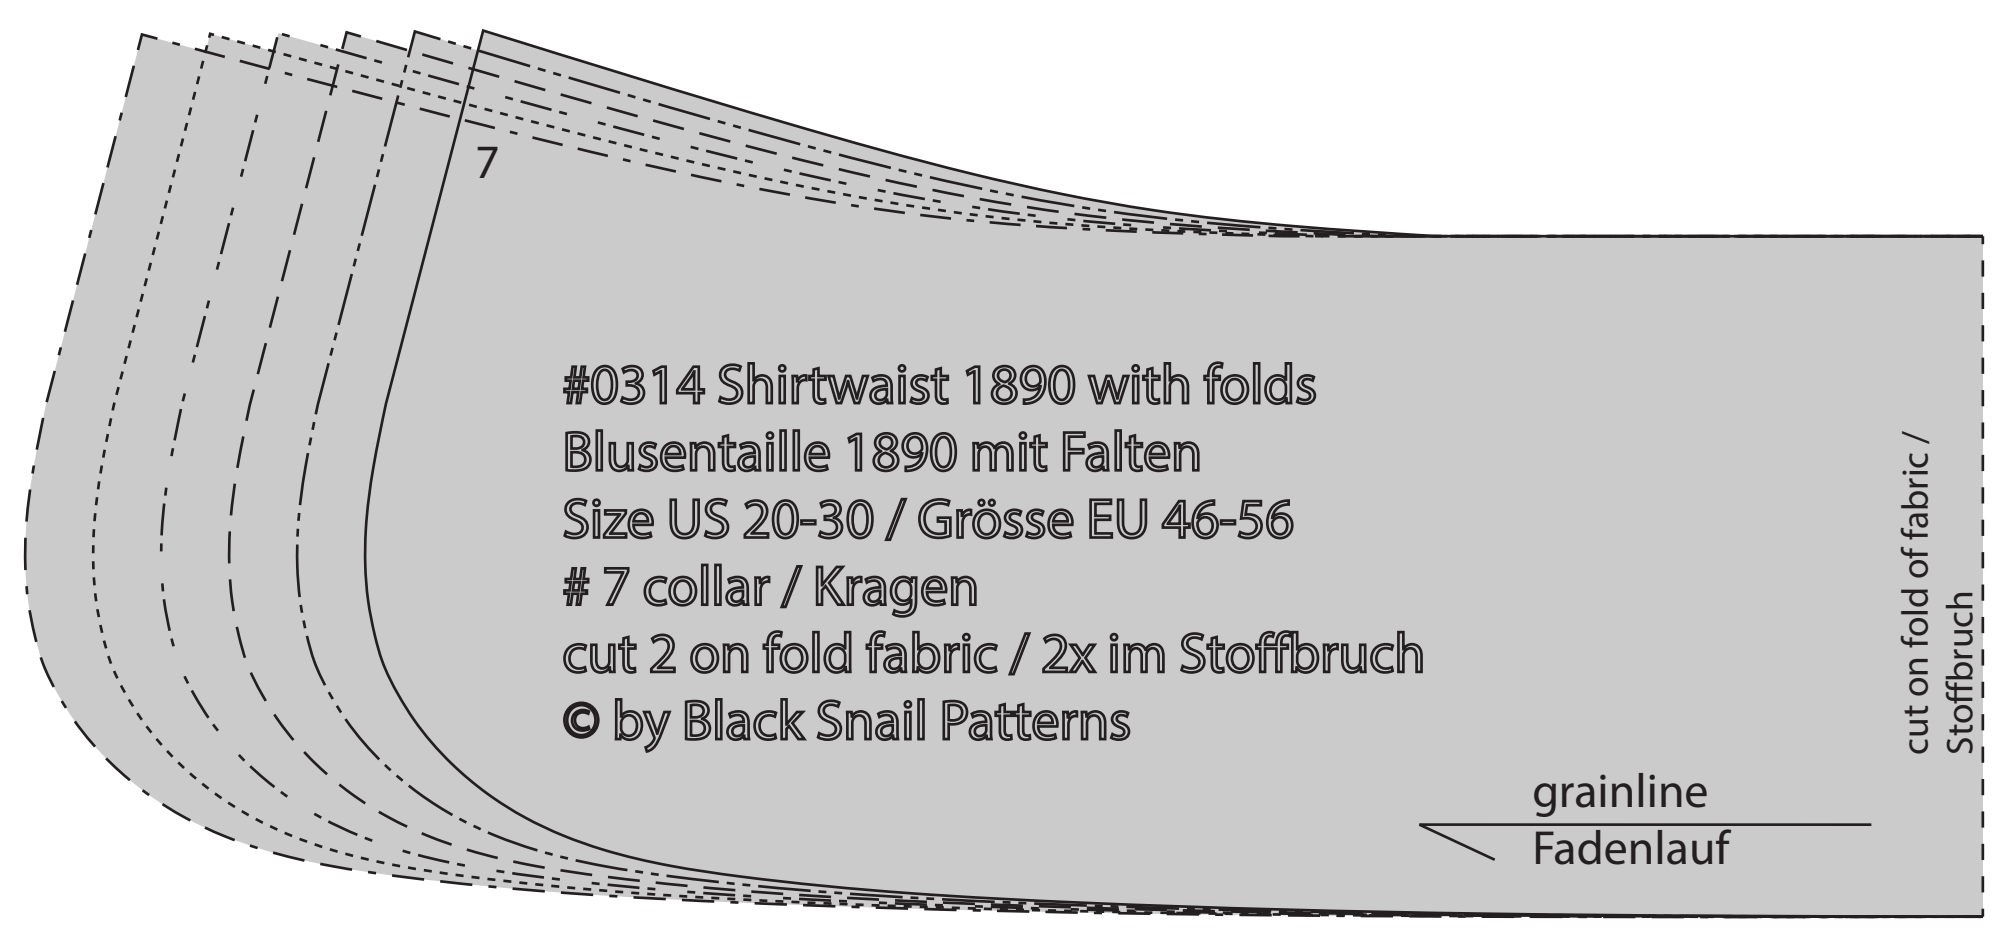 7
#0314 Shirtwaist 1890 with folds
Blusentaille 1890 mit Falten
Size US 20-30 / Grösse EU 46-56
# 7 collar / Kragen
cut 2 on fold fabric / 2x im Stoffbruch
© by Black Snail Patterns
cut on fold of fabric /
Stoffbruch
grainline
Fadenlauf